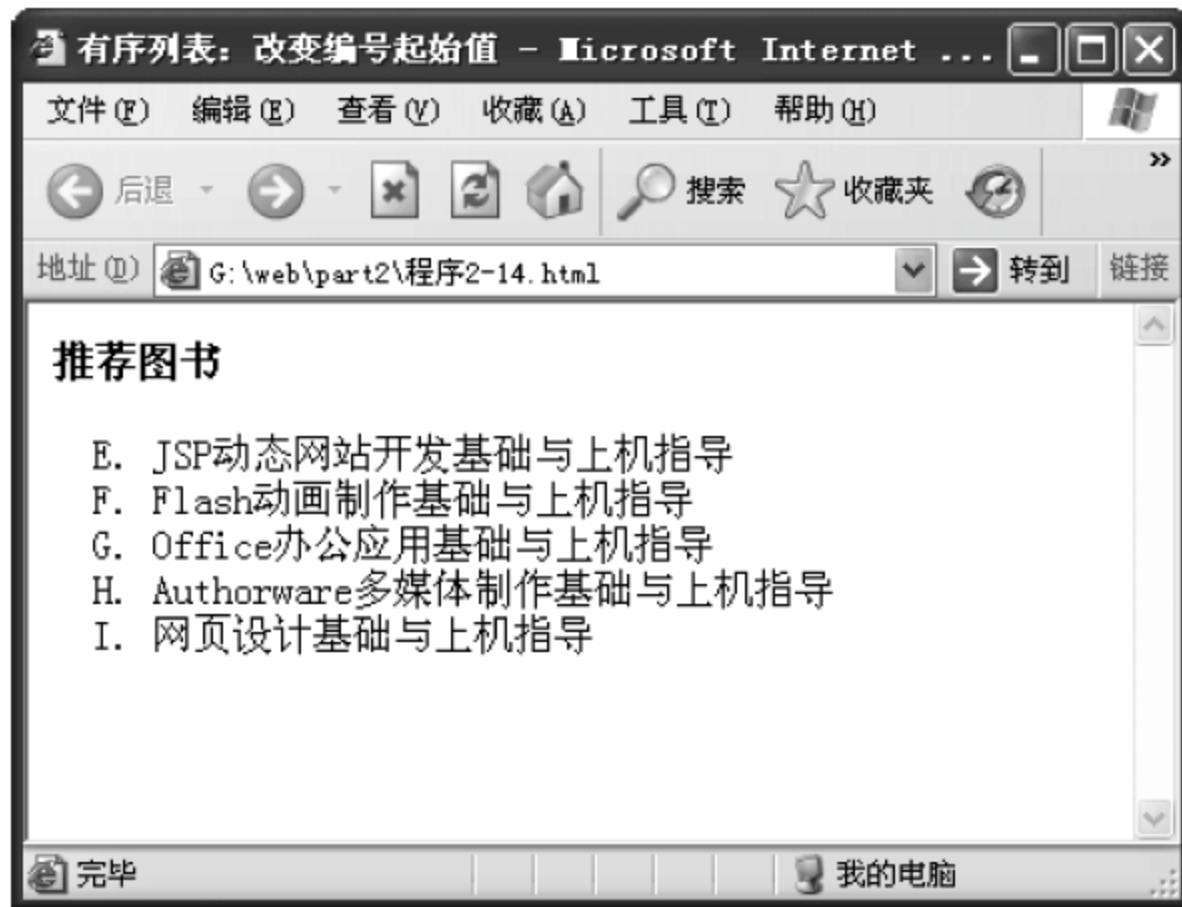 有序列表：改变编号起始值 - Microsoft Internet ...
文件(F) 编辑(E) 查看(V) 收藏(A) 工具(T) 帮助(H)
后退 搜索 收藏夹 »
地址(D) G:\web\part2\程序2-14.html 转到 链接
推荐图书
E. JSP动态网站开发基础与上机指导
F. Flash动画制作基础与上机指导
G. Office办公应用基础与上机指导
H. Authorware多媒体制作基础与上机指导
I. 网页设计基础与上机指导
完毕 我的电脑